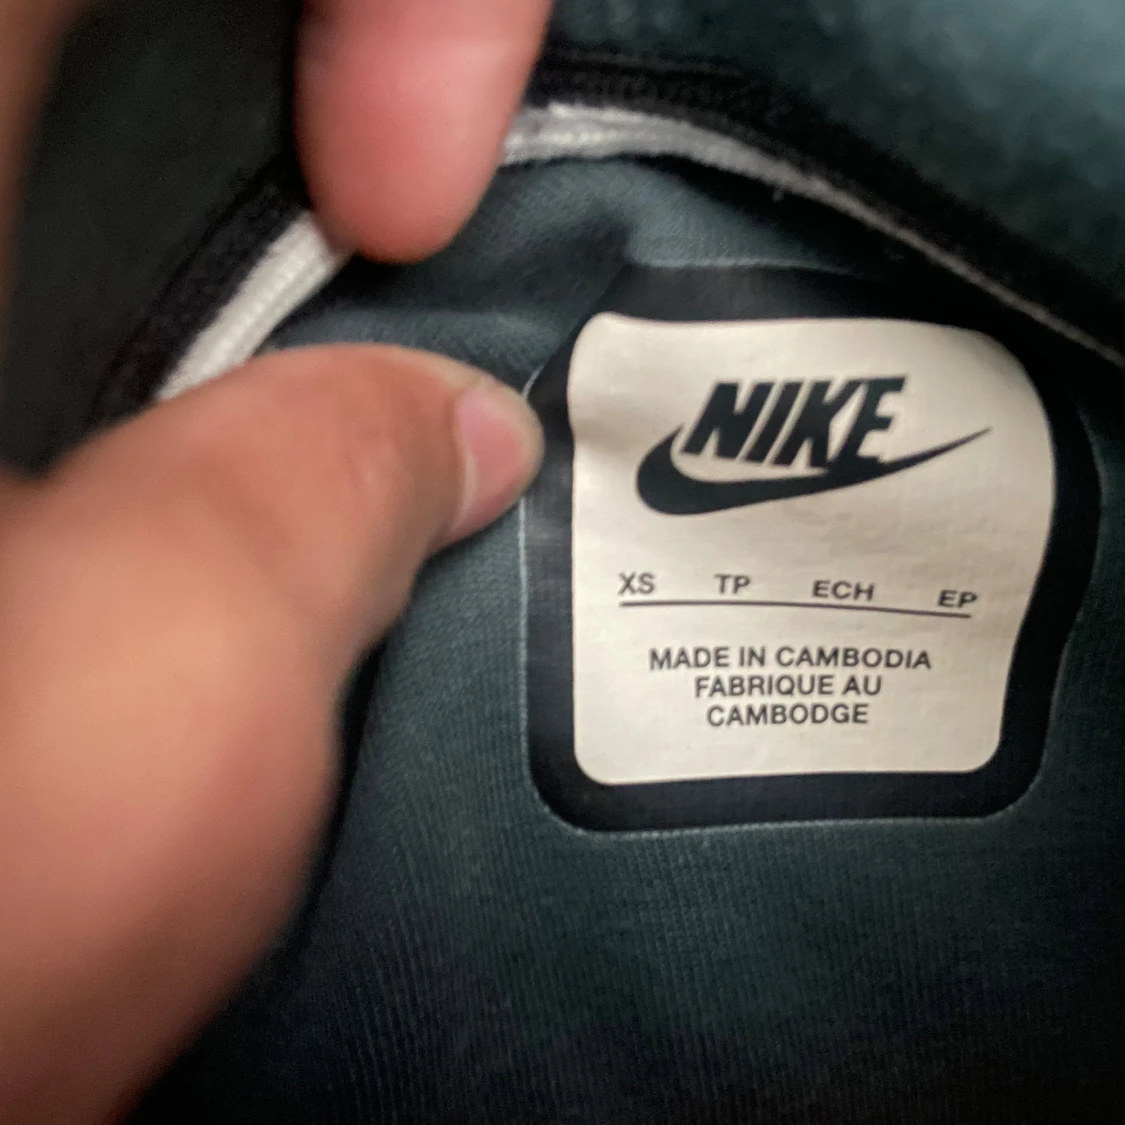 NIKE
XS TP ECH EP
MADE IN CAMBODIA
FABRIQUE AU
CAMBODGE